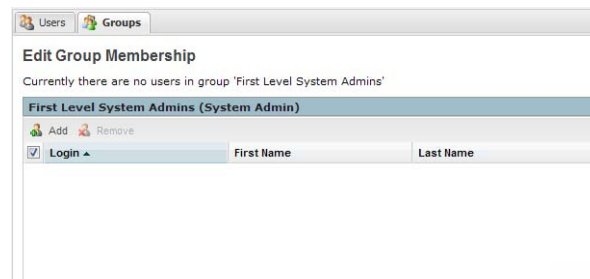 Users Groups
Edit Group Membership
Currently there are no users in group 'First Level System Admins'
First Level System Admins (System Admin)
Add Remove
Login First Name Last Name